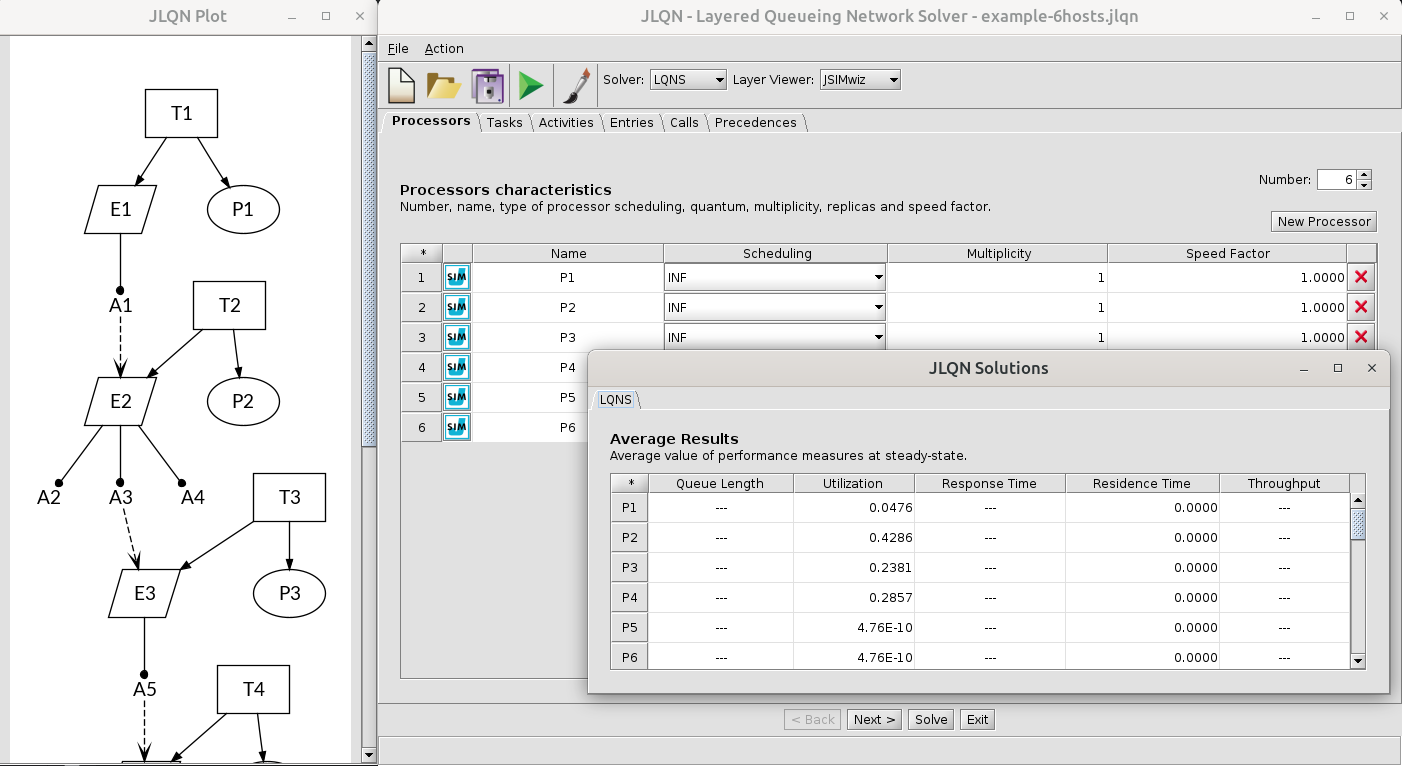 JLQN Plot
T1
E1
P1
A1
T2
E2
P2
A2
A3
A4
T3
E3
P3
A5
T4
JLQN - Layered Queueing Network Solver - example-6hosts.jlqn
File Action
Solver: LQNS Layer Viewer: JSIMwiz
Processors Tasks Activities Entries Calls Precedences
Number: 6
Processors characteristics
Number, name, type of processor scheduling, quantum, multiplicity, replicas and speed factor.
New Processor
* Name Scheduling Multiplicity Speed Factor
1 SIM P1 INF 1 1.0000
2 SIM P2 INF 1 1.0000
3 SIM P3 INF 1 1.0000
4 SIM P4
5 SIM P5
6 SIM P6
JLQN Solutions
LQNS
Average Results
Average value of performance measures at steady-state.
* Queue Length Utilization Response Time Residence Time Throughput
P1 --- 0.0476 --- 0.0000 ---
P2 --- 0.4286 --- 0.0000 ---
P3 --- 0.2381 --- 0.0000 ---
P4 --- 0.2857 --- 0.0000 ---
P5 --- 4.76E-10 --- 0.0000 ---
P6 --- 4.76E-10 --- 0.0000 ---
< Back Next > Solve Exit